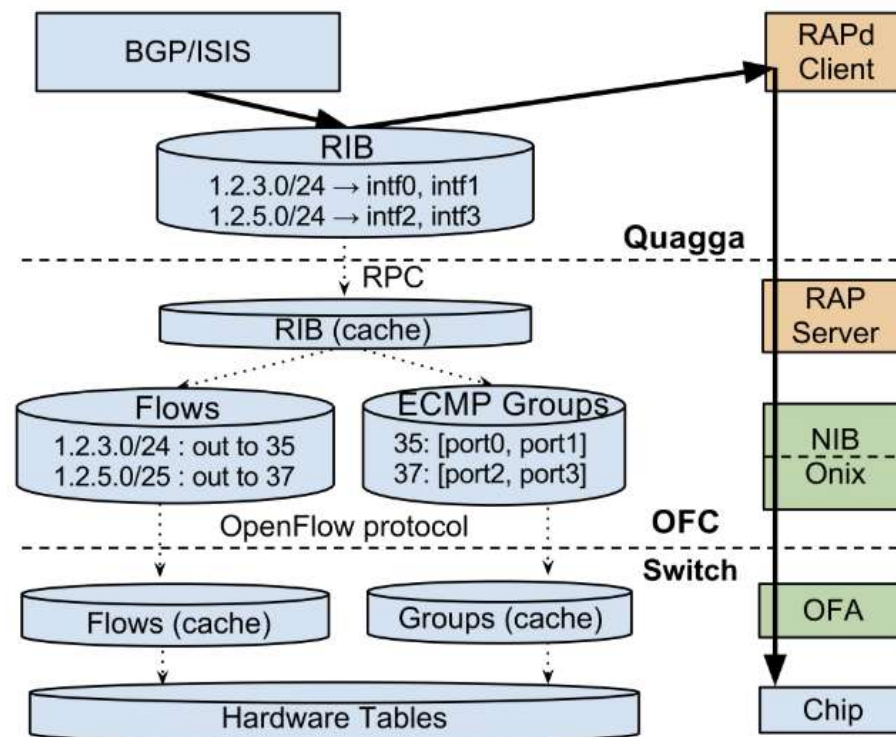 BGP/ISIS
RAPd
Client
RIB
1.2.3.0/24 → intf0, intf1
1.2.5.0/24 → intf2, intf3
Quagga
RPC
RAP
Server
RIB (cache)
Flows
1.2.3.0/24 : out to 35
1.2.5.0/25 : out to 37
ECMP Groups
35: [port0, port1]
37: [port2, port3]
NIB
Onix
OpenFlow protocol
OFC
Switch
Flows (cache)
Groups (cache)
OFA
Hardware Tables
Chip